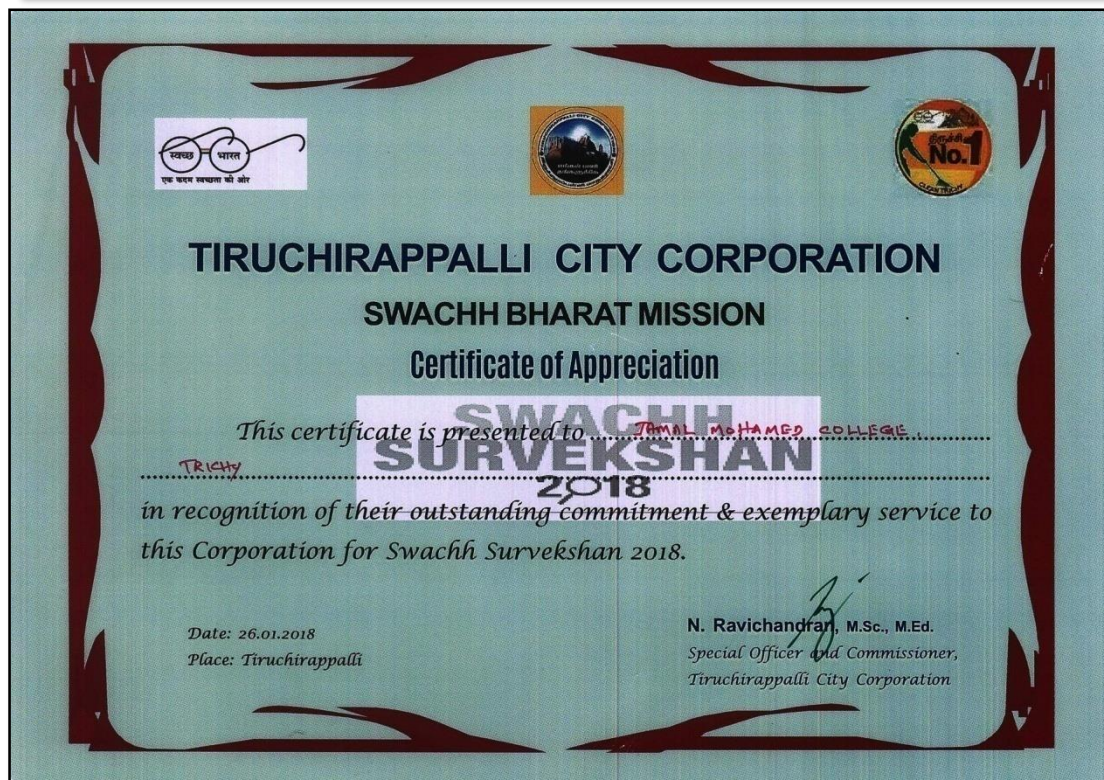 स्वच्छ भारत
एक कदम स्वच्छता की ओर
திருச்சி
No.1
CLEAN TRICHY
TIRUCHIRAPPALLI CITY CORPORATION
SWACHH BHARAT MISSION
Certificate of Appreciation
SWACHH
This certificate is presented to JAMAL MOHAMED COLLEGE,
SURVEKSHAN
TRICHY
2018
in recognition of their outstanding commitment & exemplary service to
this Corporation for Swachh Survekshan 2018.
Date: 26.01.2018
Place: Tiruchirappalli
N. Ravichandran, M.Sc., M.Ed.
Special Officer and Commissioner,
Tiruchirappalli City Corporation